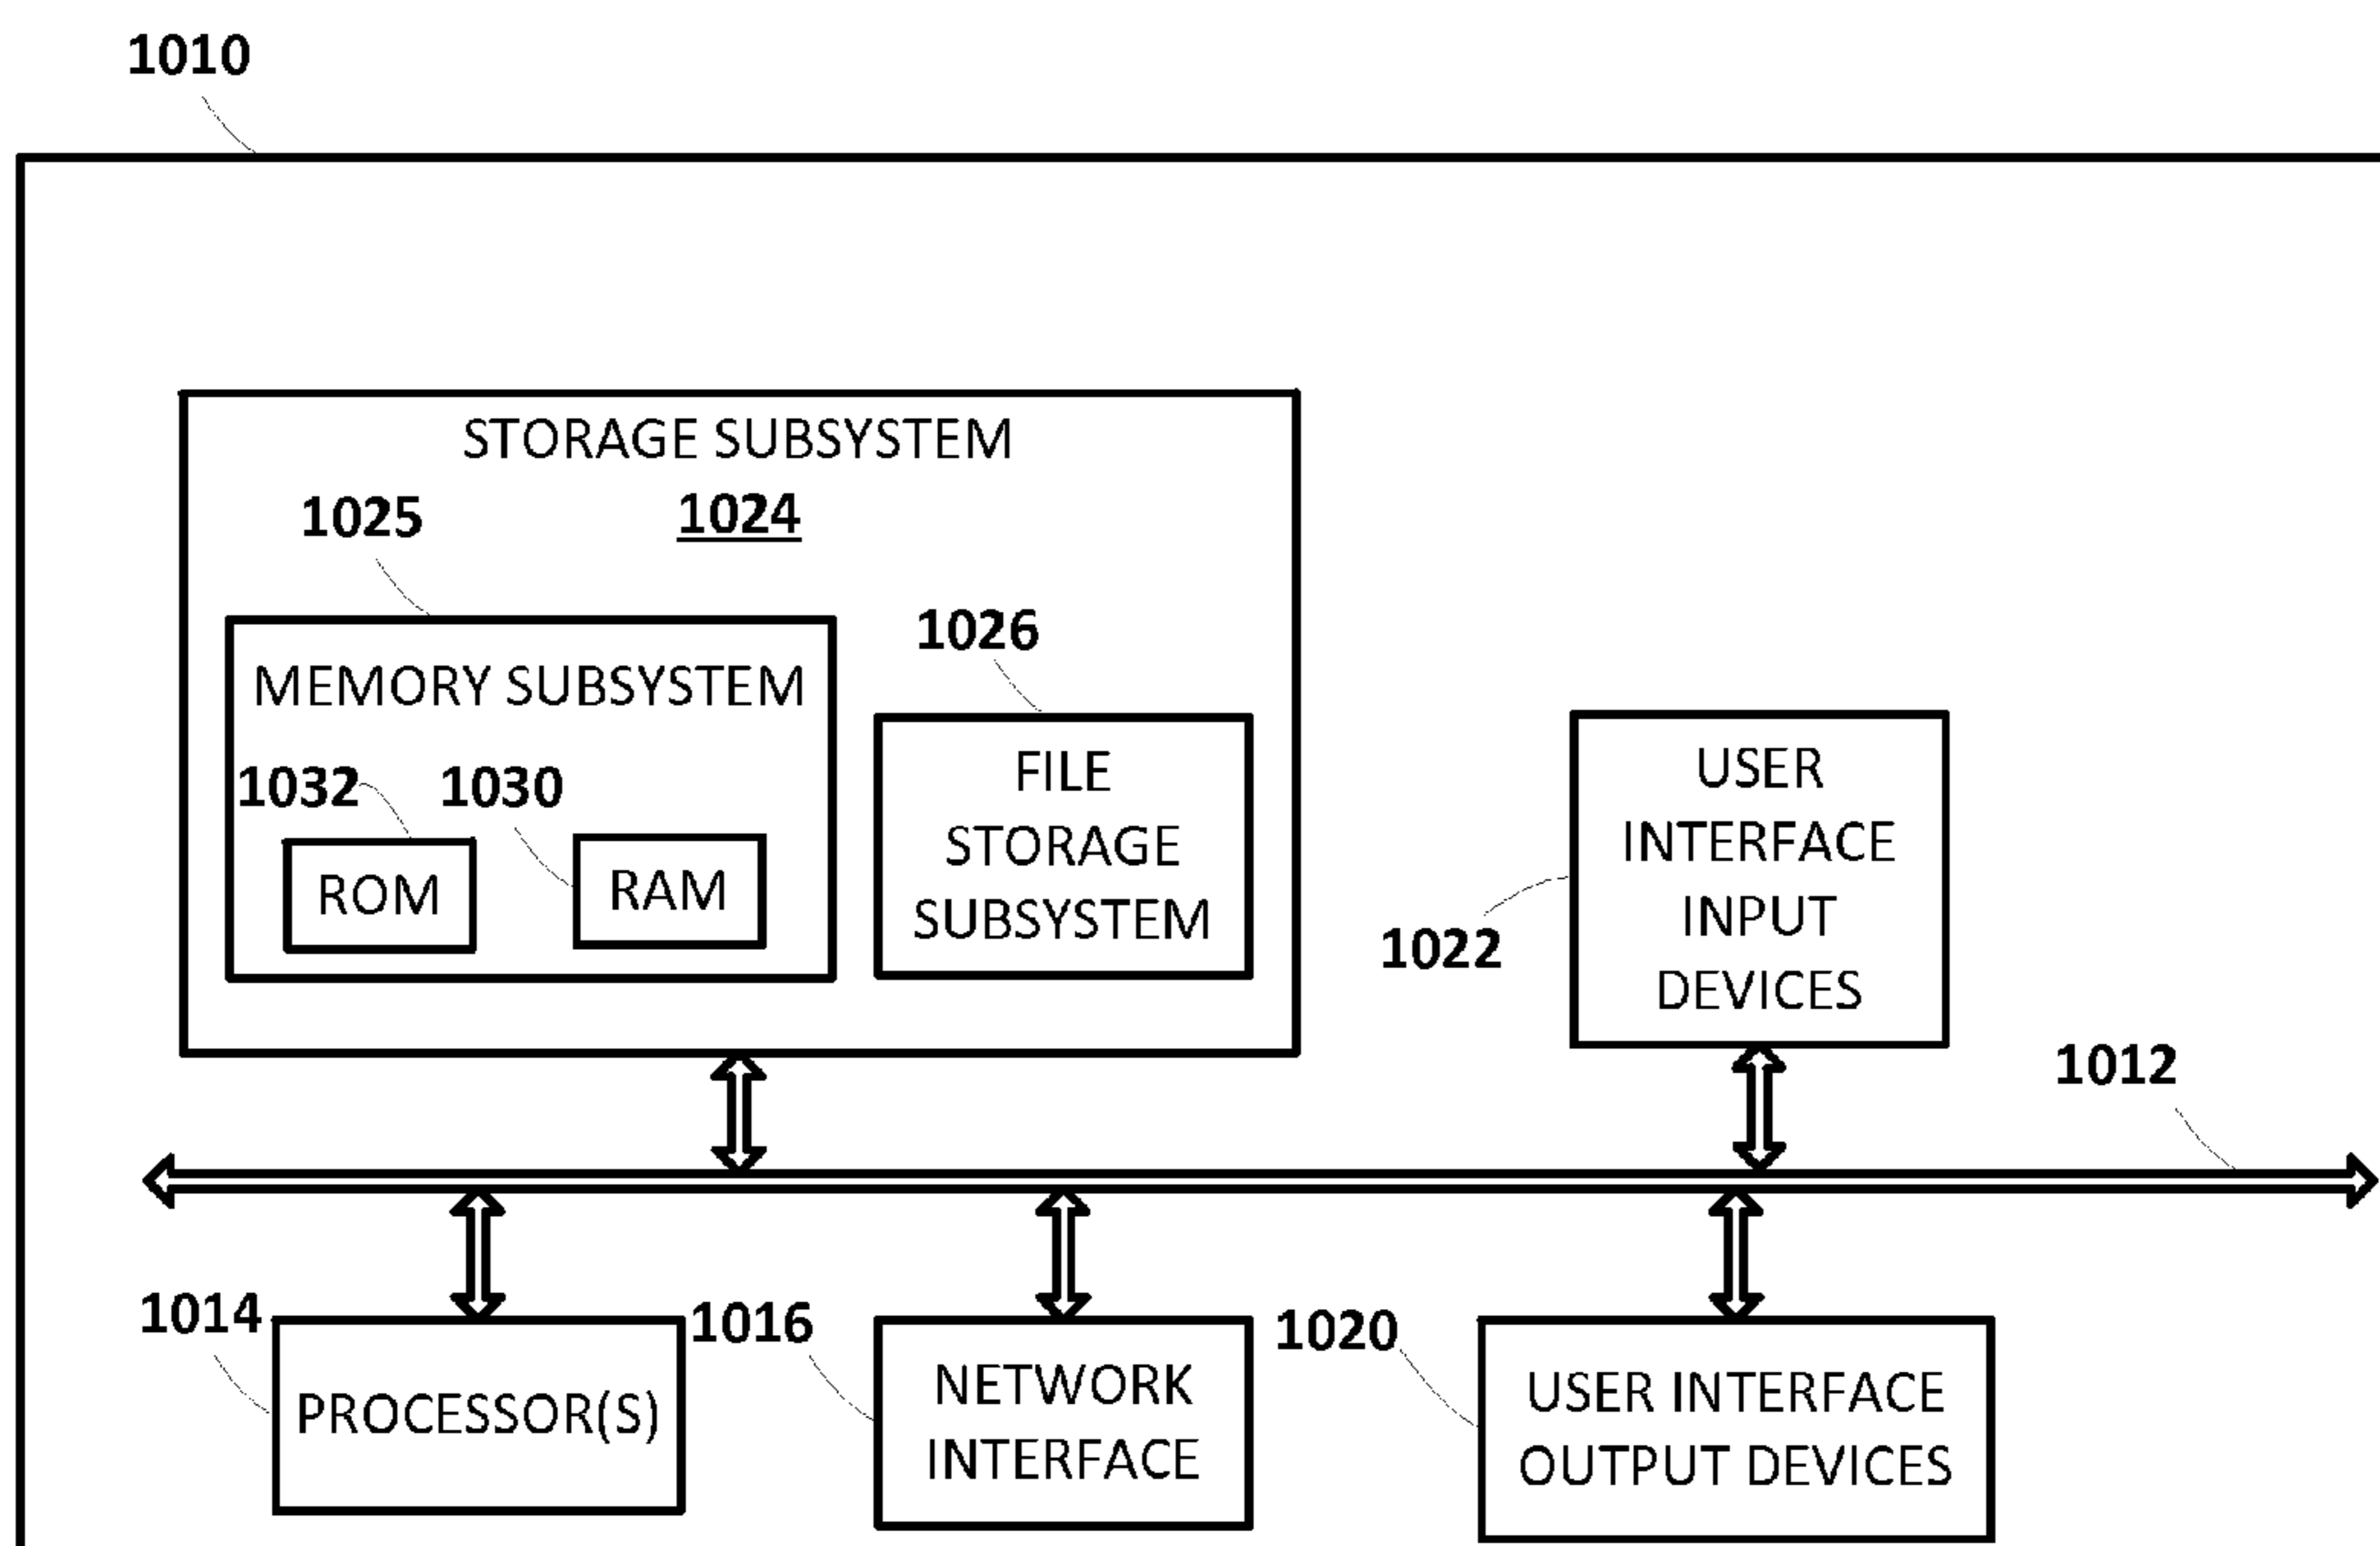 1010
STORAGE SUBSYSTEM
1024
1025
MEMORY SUBSYSTEM
1032
1030
ROM
RAM
1026
FILE
STORAGE
SUBSYSTEM
USER
INTERFACE
INPUT
DEVICES
1022
1012
1014
PROCESSOR(S)
1016
NETWORK
INTERFACE
1020
USER INTERFACE
OUTPUT DEVICES